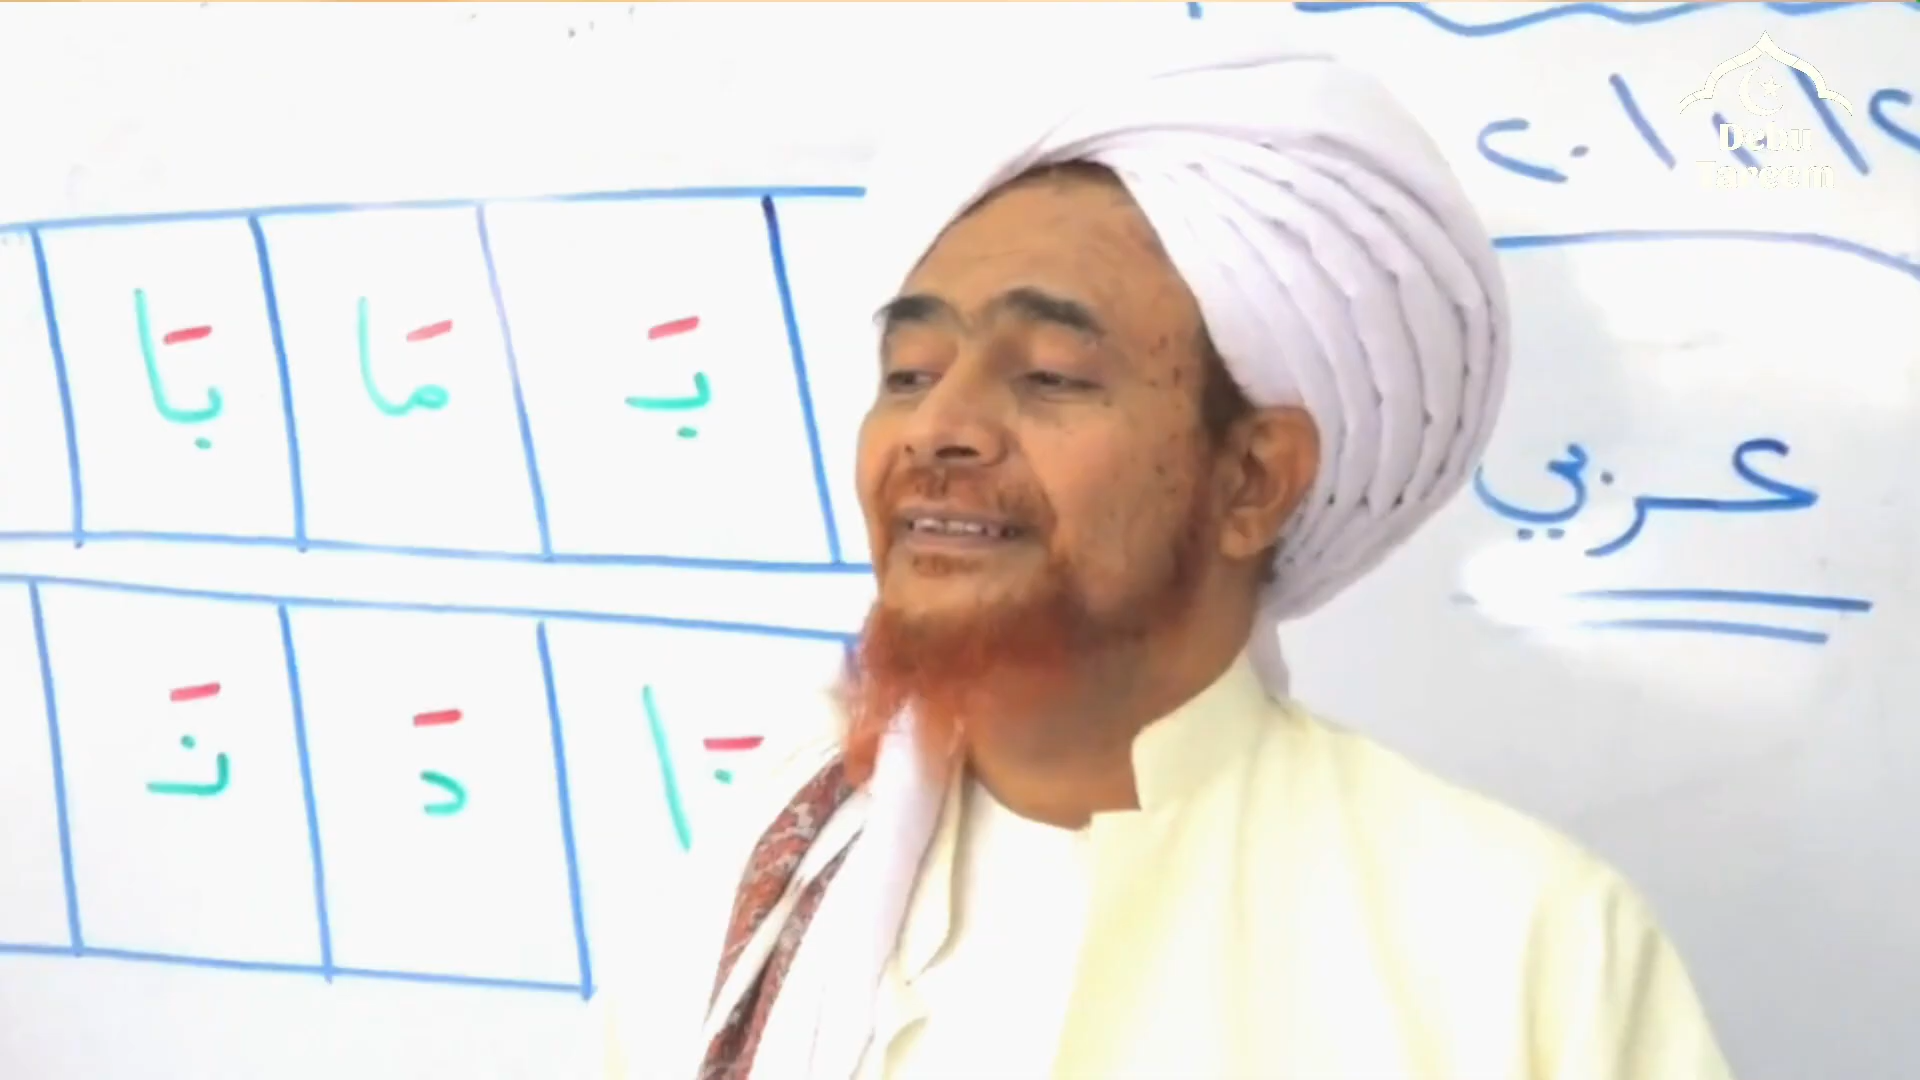 Debu
Tareem
عربي
بَـ
مَا
بَا
دَ
نَـ